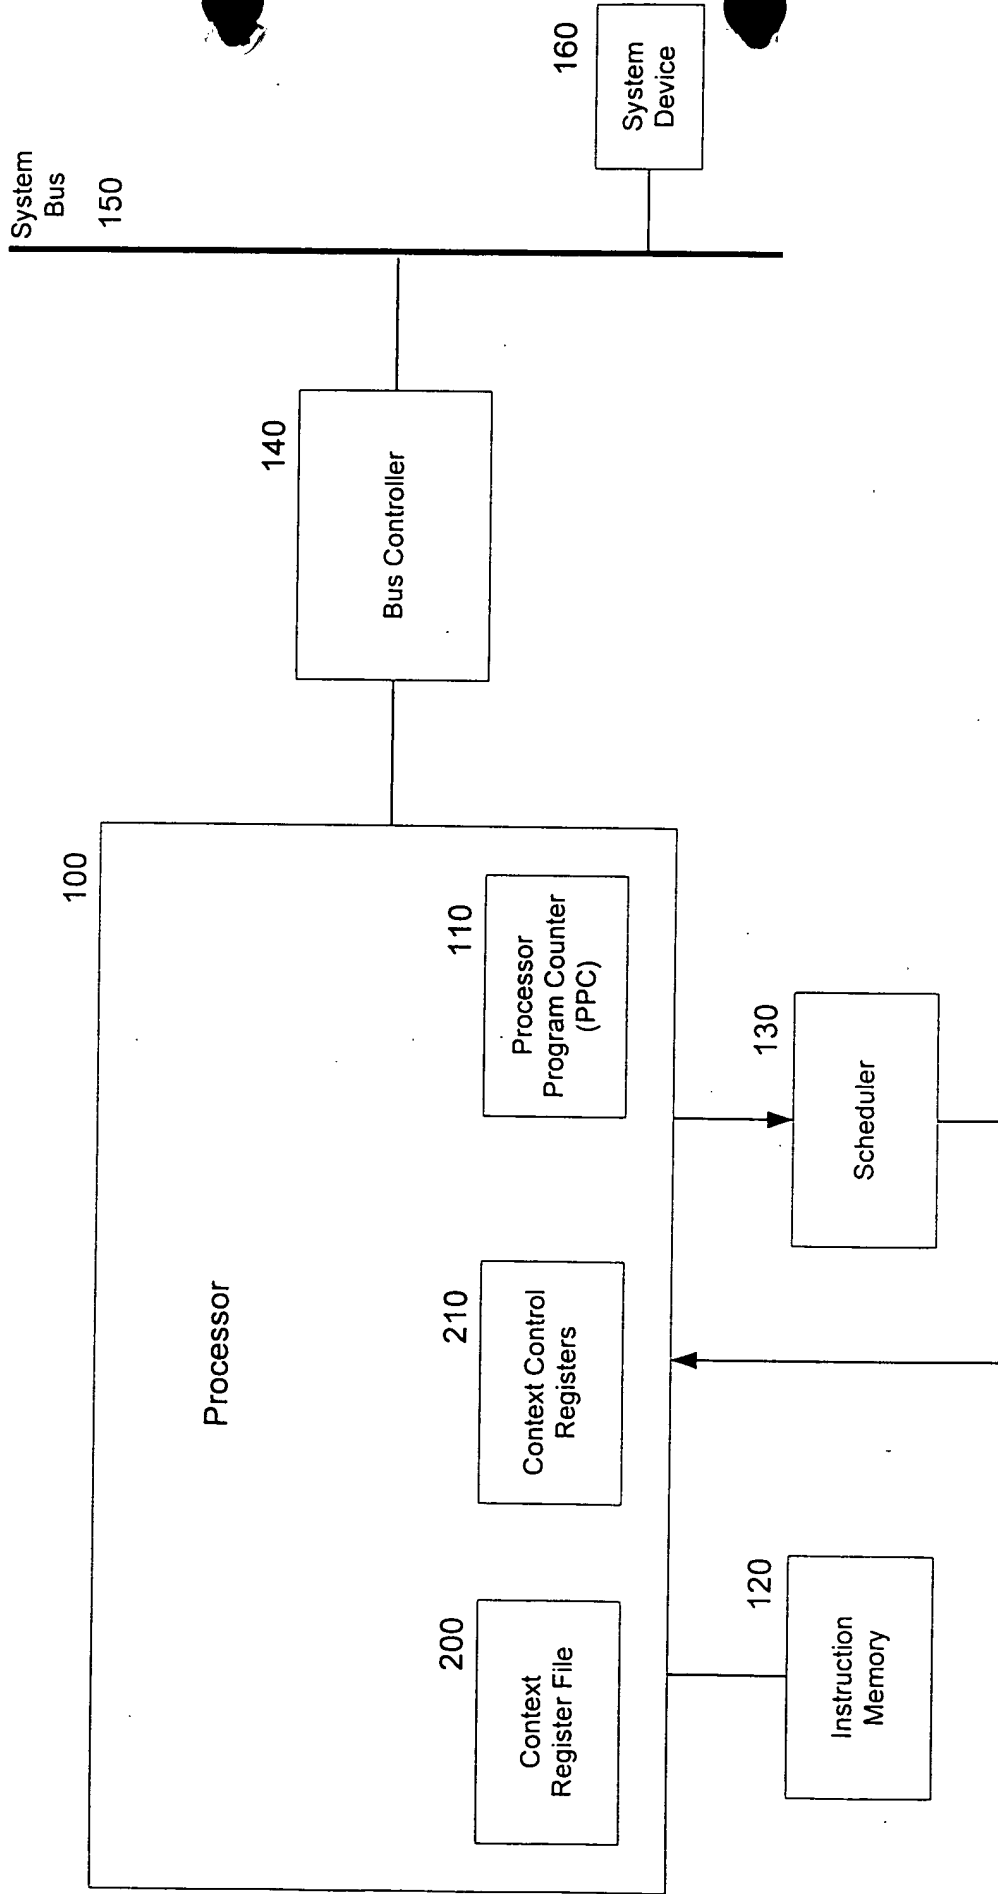 100
Processor
200
Context
Register File
210
Context Control
Registers
110
Processor
Program Counter
(PPC)
120
Instruction
Memory
130
Scheduler
140
Bus Controller
System
Bus
150
160
System
Device